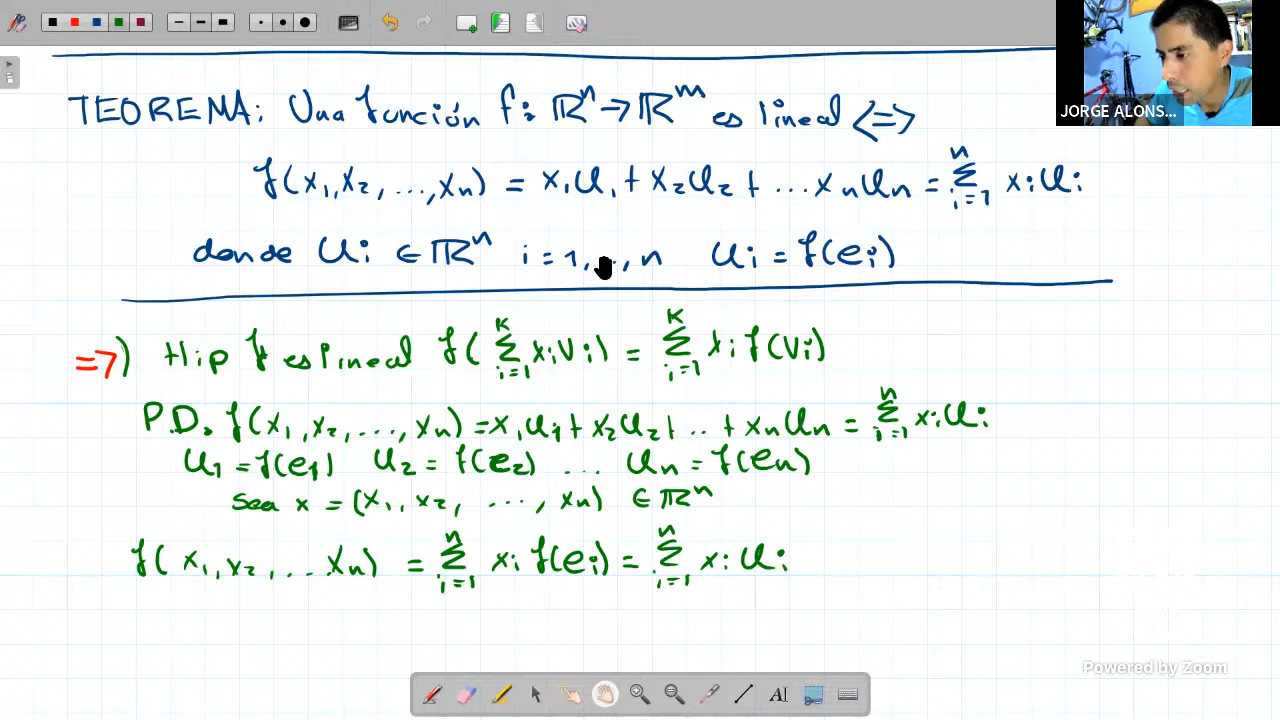 JORGE ALONS...
TEOREMA: Una función f: ℝⁿ → ℝᵐ es lineal <=>
f(x₁, x₂, ..., xₙ) = x₁u₁ + x₂u₂ + ... xₙuₙ = Σⁿᵢ₌₁ xᵢuᵢ
donde uᵢ ∈ ℝⁿ i = 1, .., n uᵢ = f(eᵢ)
=>) Hip f es lineal f( Σᵏᵢ₌₁ xᵢvᵢ) = Σᵏᵢ₌₁ xᵢ f(vᵢ)
P.D. f(x₁, x₂, ..., xₙ) = x₁u₁ + x₂u₂ + .. + xₙuₙ = Σⁿᵢ₌₁ xᵢuᵢ
u₁ = f(e₁) u₂ = f(e₂) ... uₙ = f(eₙ)
sea x = (x₁, x₂, ..., xₙ) ∈ ℝⁿ
f( x₁, x₂, ... xₙ) = Σⁿᵢ₌₁ xᵢ f(eᵢ) = Σⁿᵢ₌₁ xᵢ uᵢ
Powered by Zoom
AI